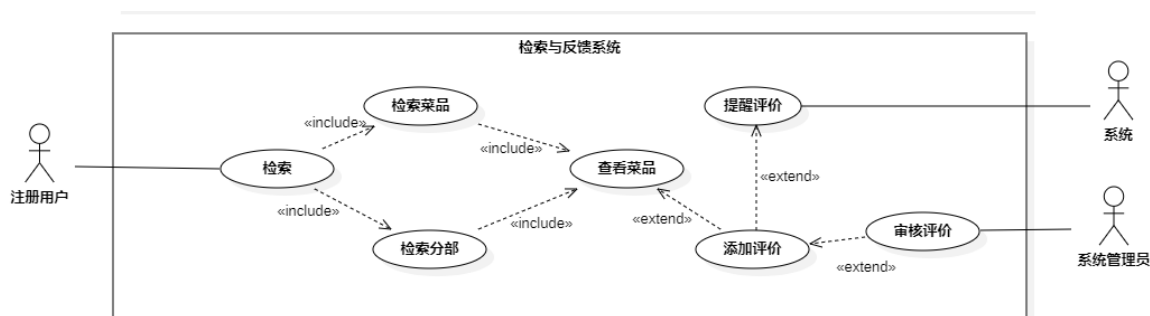 检索与反馈系统
检索菜品
提醒评价
«include»
系统
«include»
检索
查看菜品
注册用户
«extend»
«include»
«include»
«extend»
审核评价
检索分部
添加评价
系统管理员
«extend»